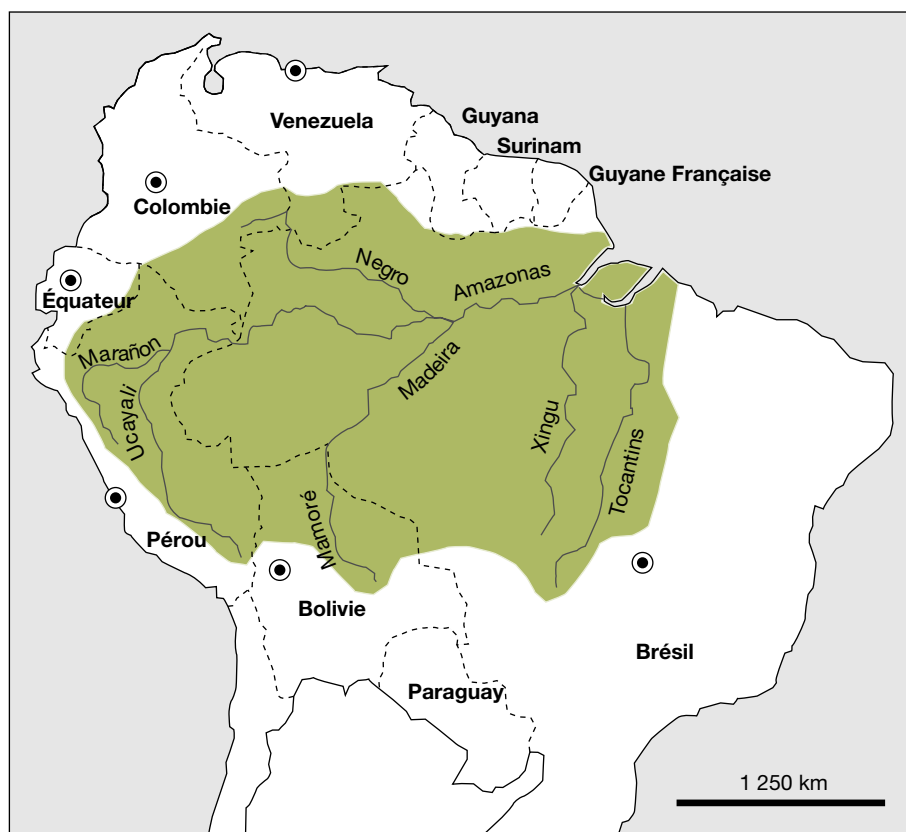 Venezuela
Guyana
Surinam
Guyane Française
Colombie
Negro
Amazonas
Équateur
Marañon
Madeira
Ucayali
Xingu
Tocantins
Mamoré
Pérou
Bolivie
Brésil
Paraguay
1 250 km